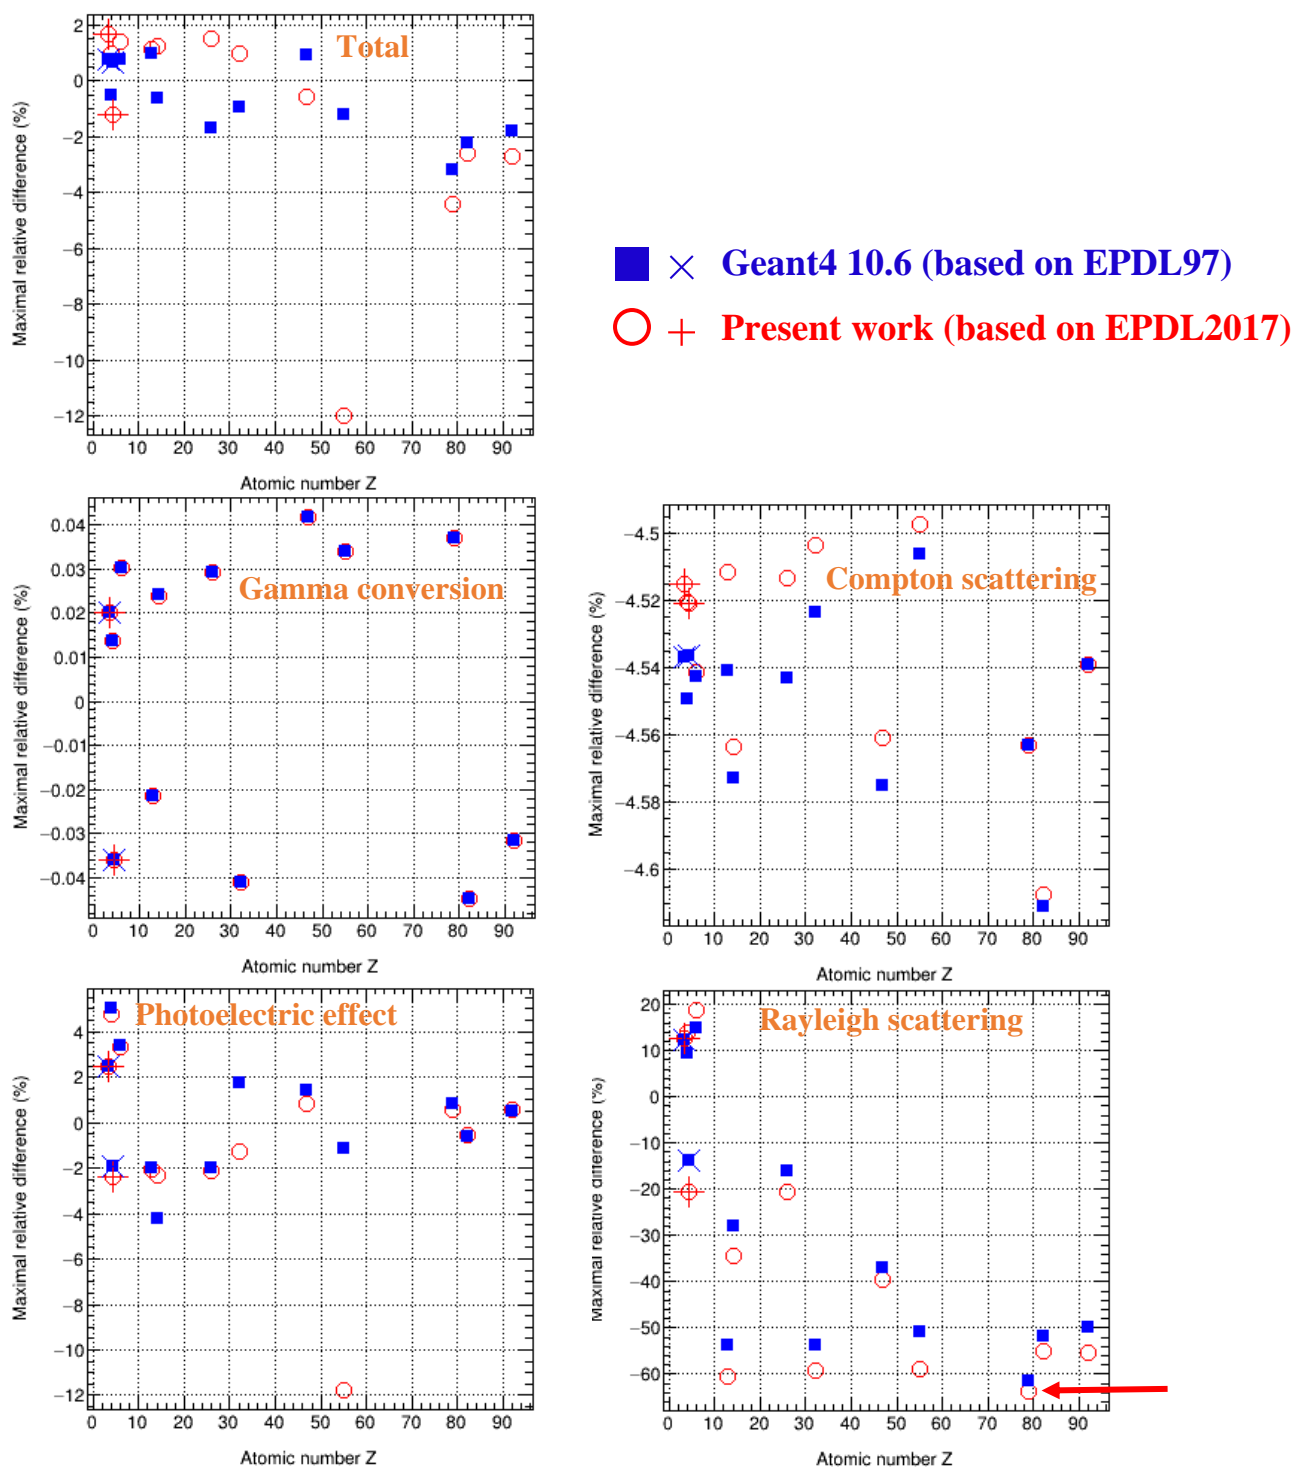 Total
2
0
−2
−4
−6
−8
−10
−12
0 10 20 30 40 50 60 70 80 90
Maximal relative difference (%)
Atomic number Z
Geant4 10.6 (based on EPDL97)
Present work (based on EPDL2017)
Gamma conversion
0.04
0.03
0.02
0.01
0
−0.01
−0.02
−0.03
−0.04
0 10 20 30 40 50 60 70 80 90
Maximal relative difference (%)
Atomic number Z
Compton scattering
−4.5
−4.52
−4.54
−4.56
−4.58
−4.6
0 10 20 30 40 50 60 70 80 90
Maximal relative difference (%)
Atomic number Z
Photoelectric effect
4
2
0
−2
−4
−6
−8
−10
−12
0 10 20 30 40 50 60 70 80 90
Maximal relative difference (%)
Atomic number Z
Rayleigh scattering
20
10
0
−10
−20
−30
−40
−50
−60
0 10 20 30 40 50 60 70 80 90
Maximal relative difference (%)
Atomic number Z